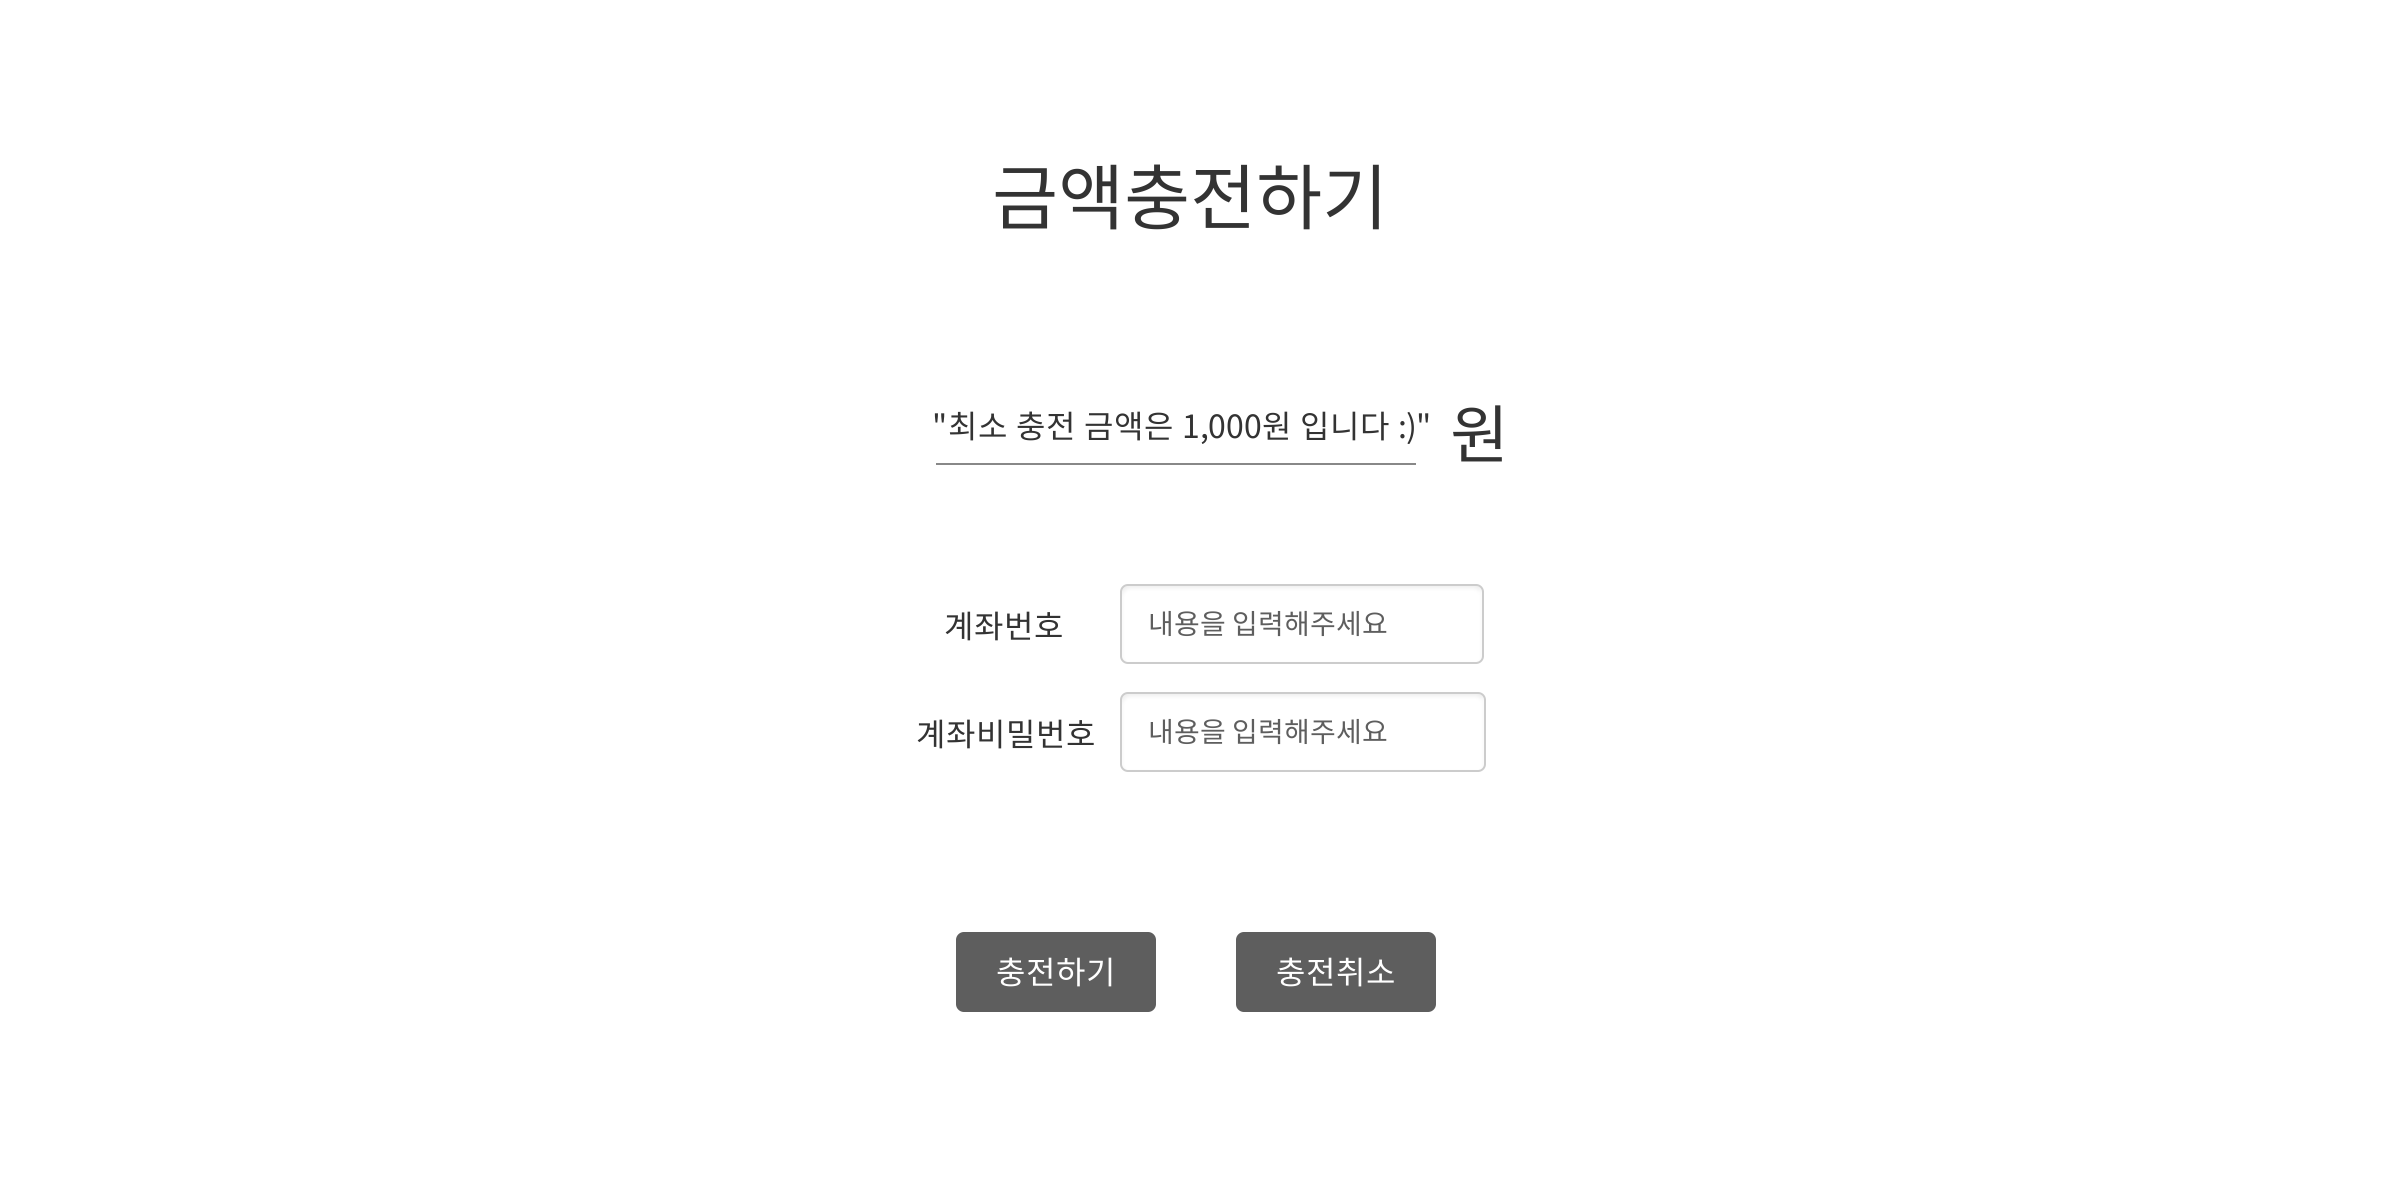 금액충전하기
"최소 충전 금액은 1,000원 입니다 :)" 원
계좌번호 내용을 입력해주세요
계좌비밀번호 내용을 입력해주세요
충전하기 충전취소